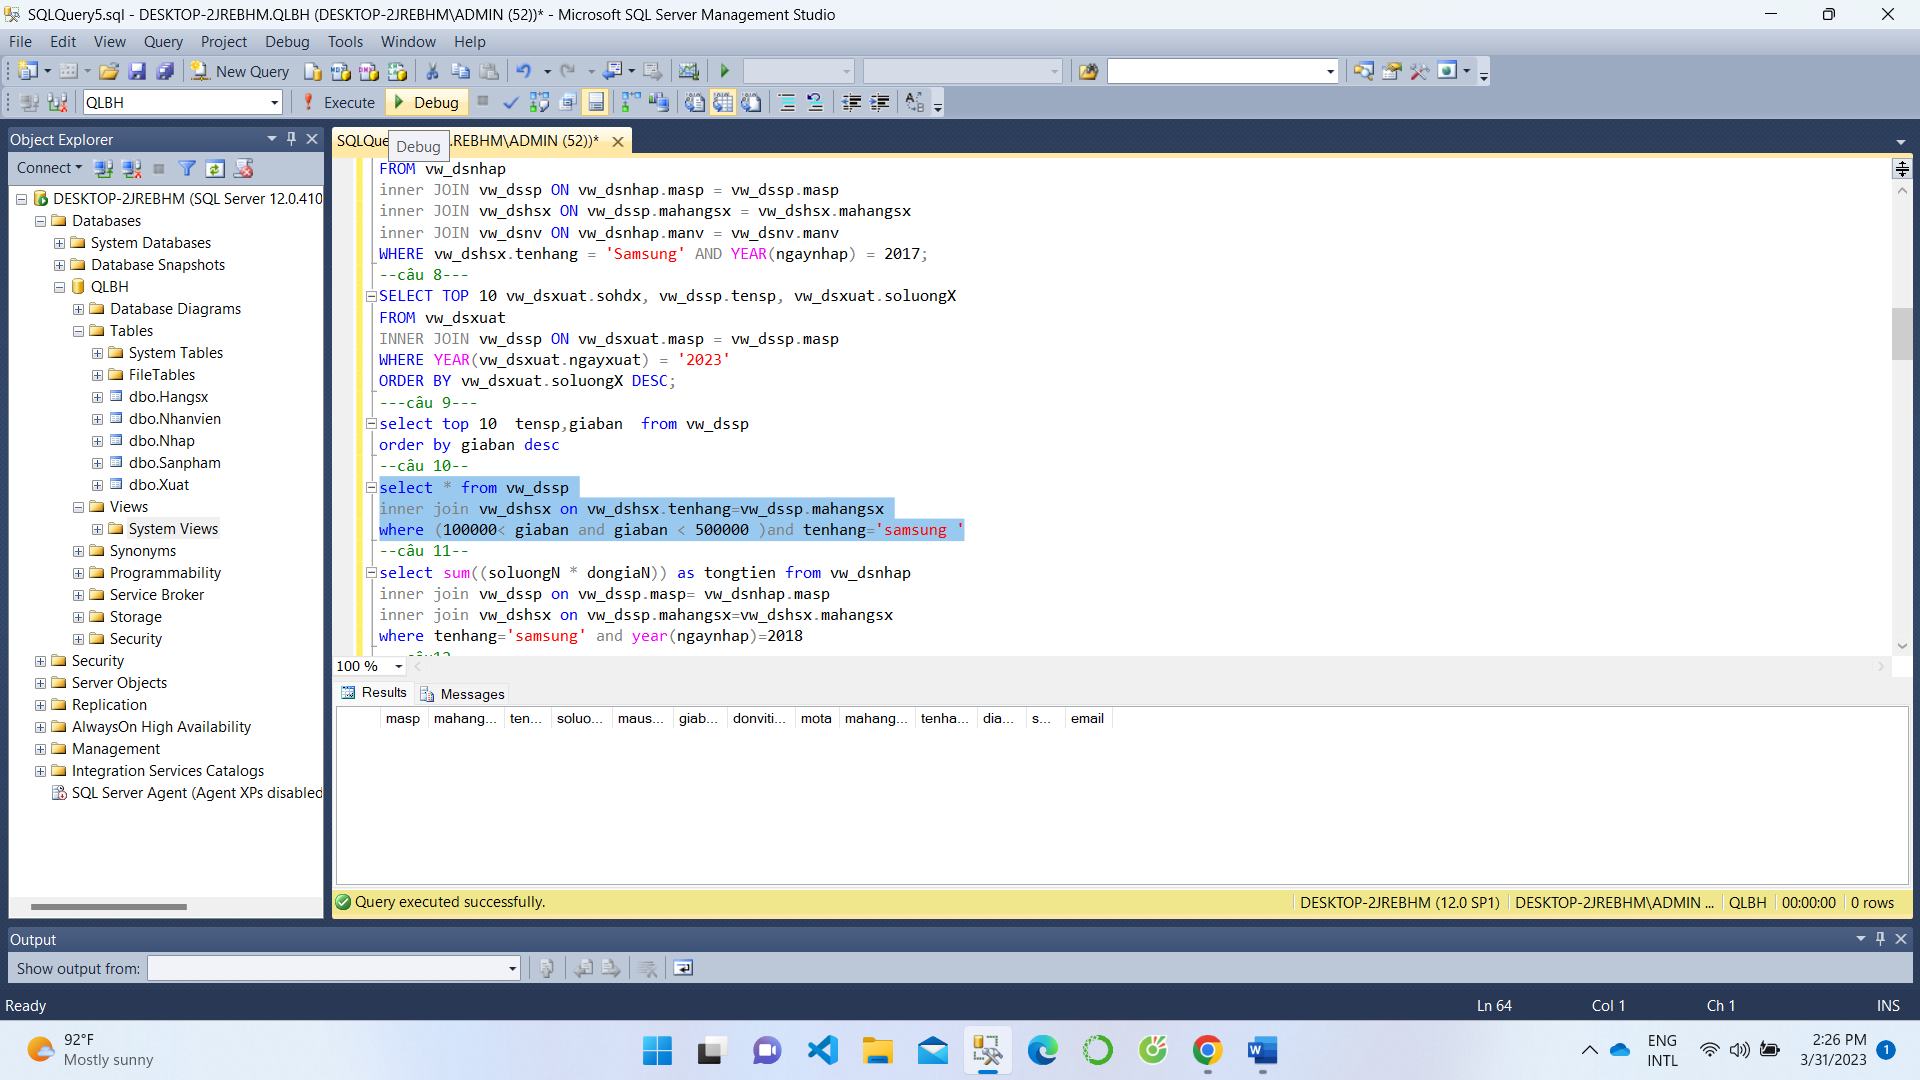 SQLQuery5.sql - DESKTOP-2JREBHM.QLBH (DESKTOP-2JREBHM\ADMIN (52))* - Microsoft SQL Server Management Studio
File Edit View Query Project Debug Tools Window Help
New Query
QLBH Execute Debug
Object Explorer
SQLQue .REBHM\ADMIN (52))*
Debug
Connect
DESKTOP-2JREBHM (SQL Server 12.0.410
Databases
System Databases
Database Snapshots
QLBH
Database Diagrams
Tables
System Tables
FileTables
dbo.Hangsx
dbo.Nhanvien
dbo.Nhap
dbo.Sanpham
dbo.Xuat
Views
System Views
Synonyms
Programmability
Service Broker
Storage
Security
Security
Server Objects
Replication
AlwaysOn High Availability
Management
Integration Services Catalogs
SQL Server Agent (Agent XPs disabled
FROM vw_dsnhap
inner JOIN vw_dssp ON vw_dsnhap.masp = vw_dssp.masp
inner JOIN vw_dshsx ON vw_dssp.mahangsx = vw_dshsx.mahangsx
inner JOIN vw_dsnv ON vw_dsnhap.manv = vw_dsnv.manv
WHERE vw_dshsx.tenhang = 'Samsung' AND YEAR(ngaynhap) = 2017;
--câu 8---
SELECT TOP 10 vw_dsxuat.sohdx, vw_dssp.tensp, vw_dsxuat.soluongX
FROM vw_dsxuat
INNER JOIN vw_dssp ON vw_dsxuat.masp = vw_dssp.masp
WHERE YEAR(vw_dsxuat.ngayxuat) = '2023'
ORDER BY vw_dsxuat.soluongX DESC;
---câu 9---
select top 10  tensp,giaban  from vw_dssp
order by giaban desc
--câu 10--
select * from vw_dssp
inner join vw_dshsx on vw_dshsx.tenhang=vw_dssp.mahangsx
where (100000< giaban and giaban < 500000 )and tenhang='samsung '
--câu 11--
select sum((soluongN * dongiaN)) as tongtien from vw_dsnhap
inner join vw_dssp on vw_dssp.masp= vw_dsnhap.masp
inner join vw_dshsx on vw_dssp.mahangsx=vw_dshsx.mahangsx
where tenhang='samsung' and year(ngaynhap)=2018
100 %
Results Messages
masp mahang... ten... soluo... maus... giab... donviti... mota mahang... tenha... dia... s... email
Query executed successfully. DESKTOP-2JREBHM (12.0 SP1) DESKTOP-2JREBHM\ADMIN ... QLBH 00:00:00 0 rows
Output
Show output from:
Ready Ln 64 Col 1 Ch 1 INS
92°F
Mostly sunny
ENG
INTL
2:26 PM
3/31/2023
1